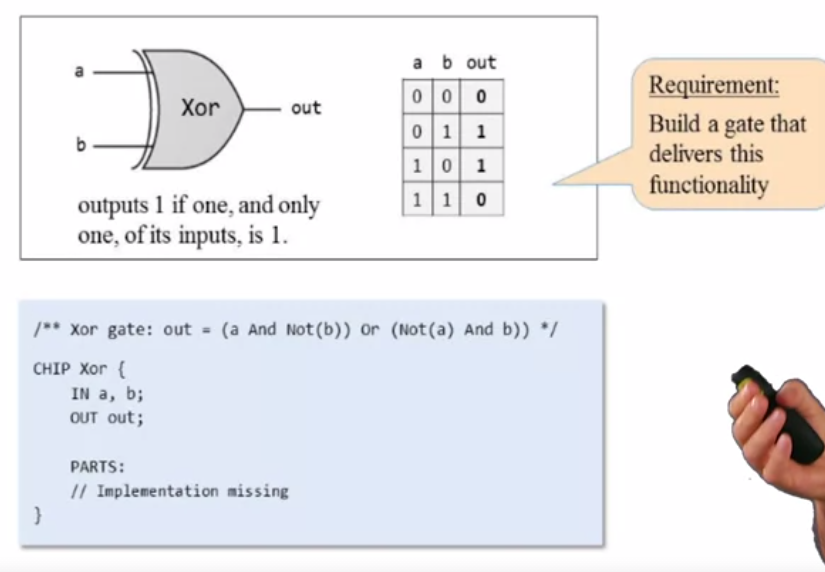 a
Xor
out
b
outputs 1 if one, and only
one, of its inputs, is 1.
a b out
0 0 0
0 1 1
1 0 1
1 1 0
Requirement:
Build a gate that
delivers this
functionality
/** Xor gate: out = (a And Not(b)) Or (Not(a) And b)) */
CHIP Xor {
IN a, b;
OUT out;
PARTS:
// Implementation missing
}